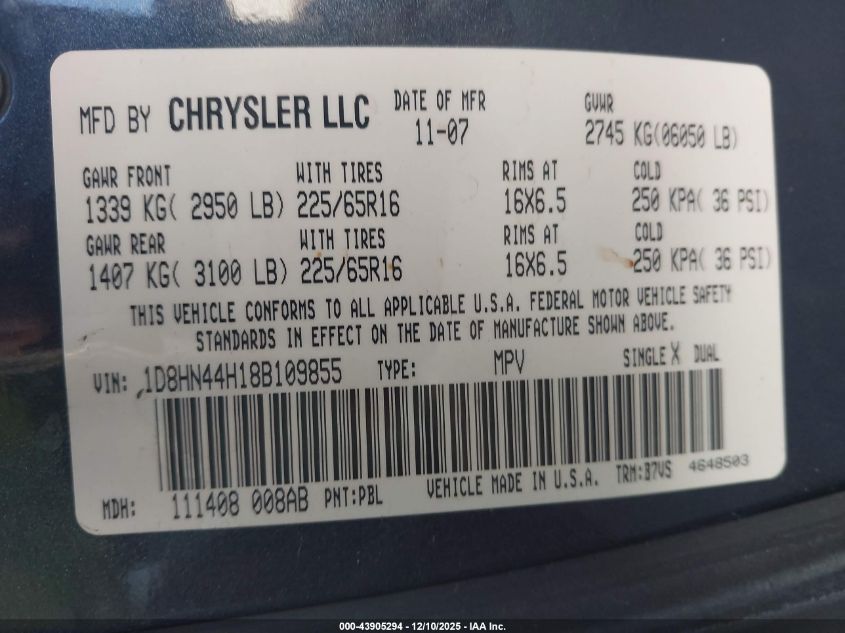 MFD BY CHRYSLER LLC DATE OF MFR 11-07 GVWR 2745 KG(06050 LB)
GAWR FRONT WITH TIRES RIMS AT COLD
1339 KG( 2950 LB) 225/65R16 16X6.5 250 KPA( 36 PSI)
GAWR REAR WITH TIRES RIMS AT COLD
1407 KG( 3100 LB) 225/65R16 16X6.5 250 KPA( 36 PSI)
THIS VEHICLE CONFORMS TO ALL APPLICABLE U.S.A. FEDERAL MOTOR VEHICLE SAFETY
STANDARDS IN EFFECT ON THE DATE OF MANUFACTURE SHOWN ABOVE.
VIN: 1D8HN44H18B109855 TYPE: MPV SINGLE X DUAL
MDH: 111408 008AB PNT:PBL VEHICLE MADE IN U.S.A. TRM:B7VS 4648503
000-43905294 - 12/10/2025 - IAA Inc.